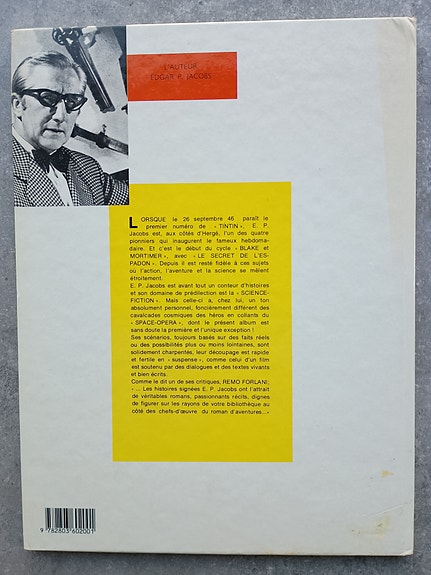 L'AUTEUR
EDGAR P. JACOBS
LORSQUE le 26 septembre 46 paraît le
premier numéro de « TINTIN », E. P.
Jacobs est, aux côtés d'Hergé, l'un des quatre
pionniers qui inaugurent le fameux hebdoma-
daire. Et c'est le début du cycle « BLAKE et
MORTIMER », avec « LE SECRET DE L'ES-
PADON ». Depuis il est resté fidèle à ces sujets
où l'action, l'aventure et la science se mêlent
étroitement.
E. P. Jacobs est avant tout un conteur d'histoires
et son domaine de prédilection est la « SCIENCE-
FICTION ». Mais celle-ci a, chez lui, un ton
absolument personnel, foncièrement différent des
cavalcades cosmiques des héros en collants du
« SPACE-OPERA », dont le présent album est
sans doute la première et l'unique exception !
Ses scénarios, toujours basés sur des faits réels
ou des possibilités plus ou moins lointaines, sont
solidement charpentés, leur découpage est rapide
et fertile en « suspense », comme celui d'un film
est soutenu par des dialogues et des textes vivants
et bien écrits.
Comme le dit un de ses critiques, REMO FORLANI;
« ... Les histoires signées E. P. Jacobs ont l'attrait
de véritables romans, passionnants récits, dignes
de figurer sur les rayons de votre bibliothèque au
côté des chefs-d'œuvre du roman d'aventures...»
9 782803 602001